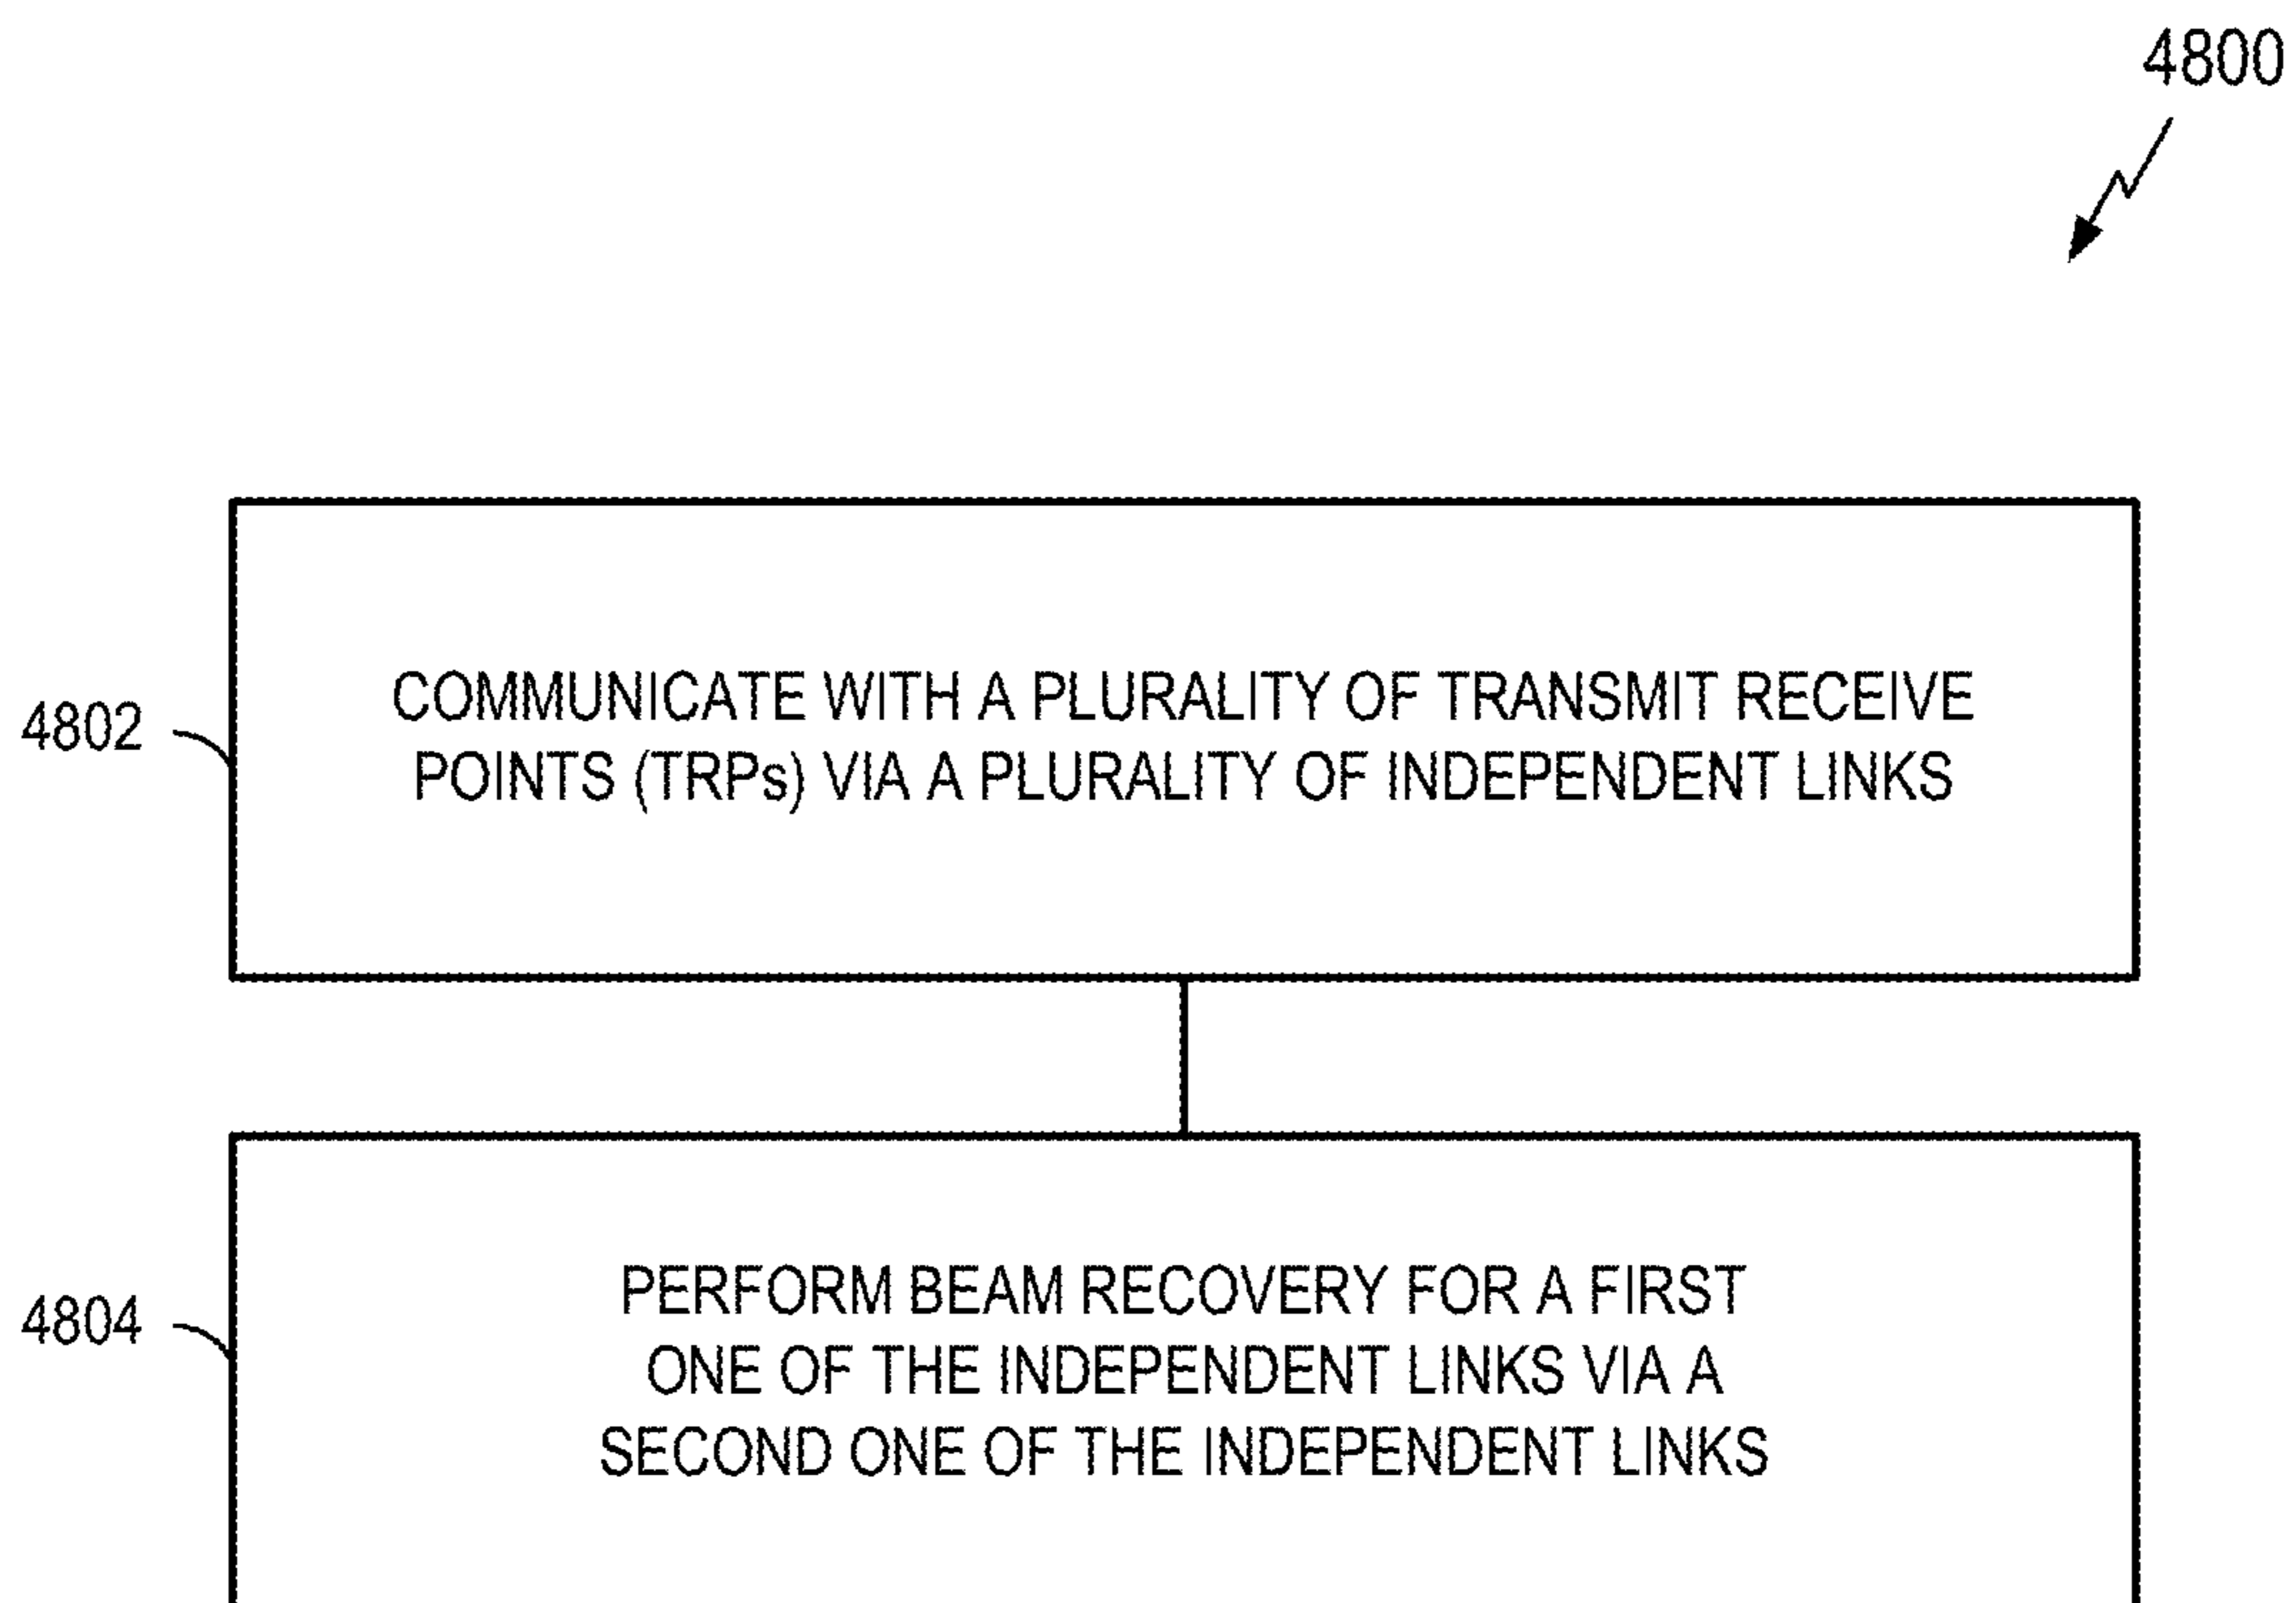 4800
4802
COMMUNICATE WITH A PLURALITY OF TRANSMIT RECEIVE
POINTS (TRPs) VIA A PLURALITY OF INDEPENDENT LINKS
4804
PERFORM BEAM RECOVERY FOR A FIRST
ONE OF THE INDEPENDENT LINKS VIA A
SECOND ONE OF THE INDEPENDENT LINKS